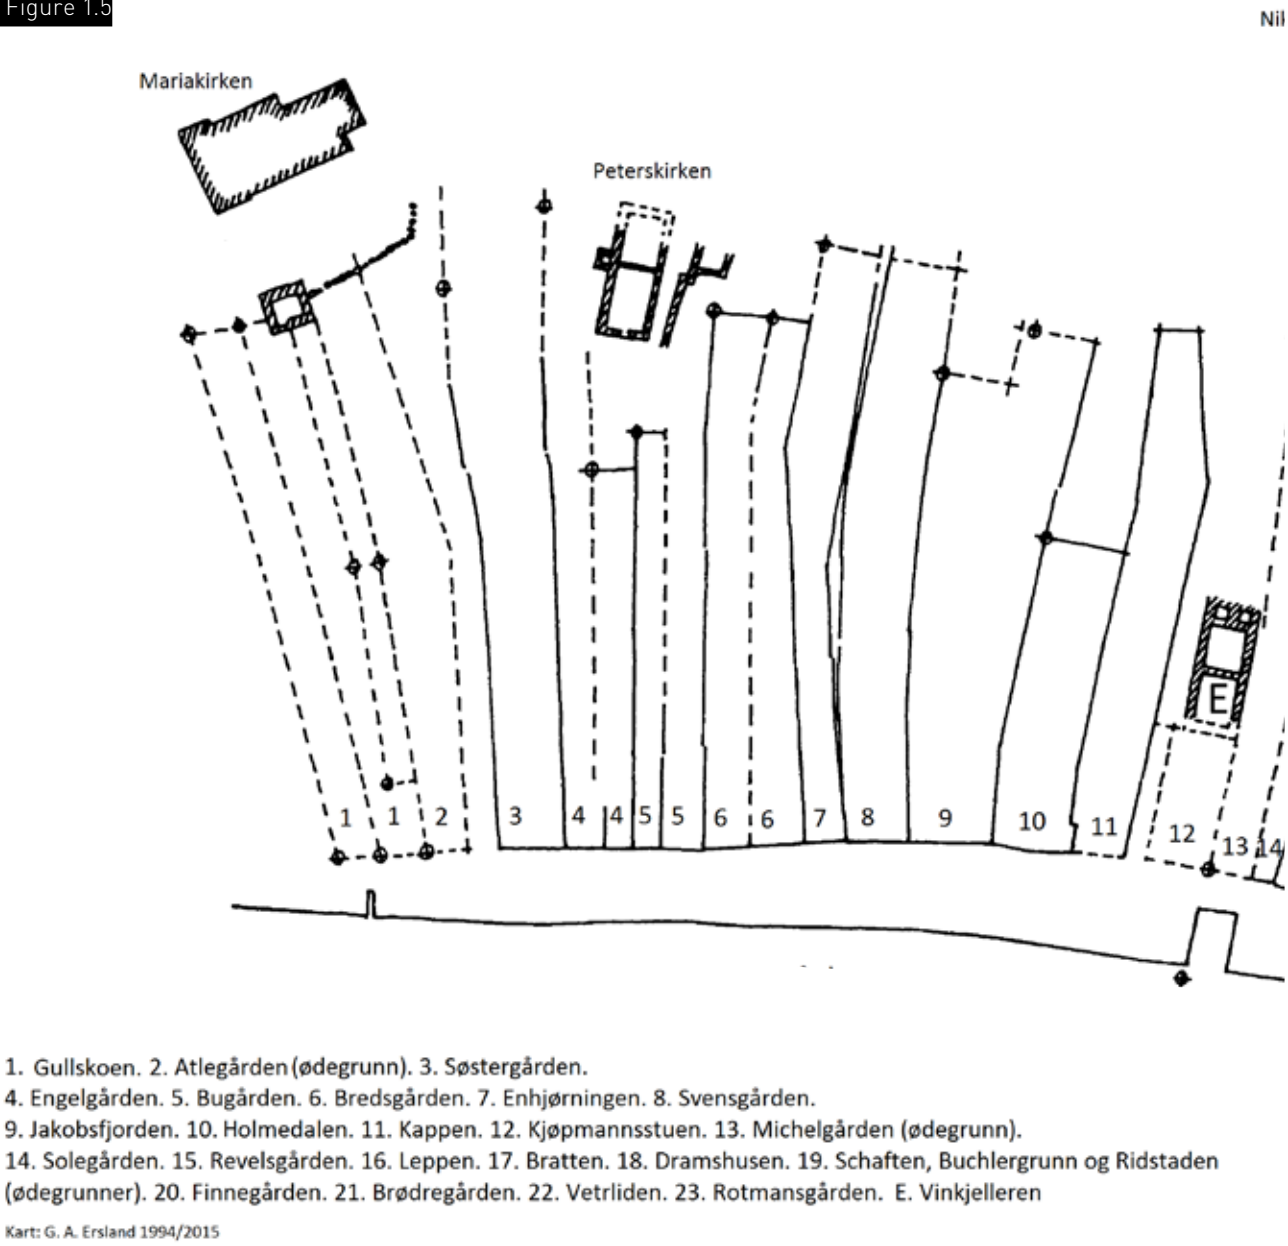 Figure 1.5
Mariakirken
Peterskirken
E
1 1 2 3 4 4 5 5 6 6 7 8 9 10 11 12 13 14
1. Gullskoen. 2. Atlegården (ødegrunn). 3. Søstergården.
4. Engelgården. 5. Bugården. 6. Bredsgården. 7. Enhjørningen. 8. Svensgården.
9. Jakobsfjorden. 10. Holmedalen. 11. Kappen. 12. Kjøpmannsstuen. 13. Michelgården (ødegrunn).
14. Solegården. 15. Revelsgården. 16. Leppen. 17. Bratten. 18. Dramshusen. 19. Schaften, Buchlergrunn og Ridstaden
(ødegrunner). 20. Finnegården. 21. Brødregården. 22. Vetrliden. 23. Rotmansgården. E. Vinkjelleren
Kart: G. A. Ersland 1994/2015